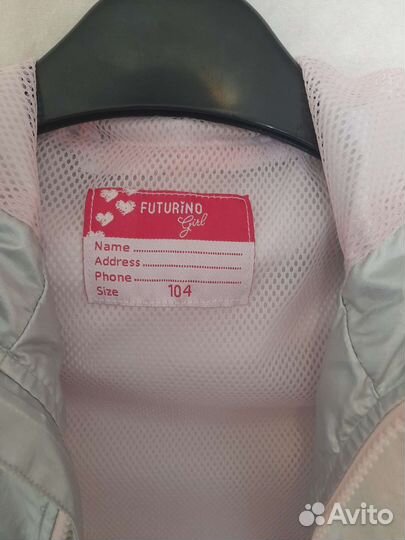 FUTURINO
Girl
Name
Address
Phone
Size 104
Avito